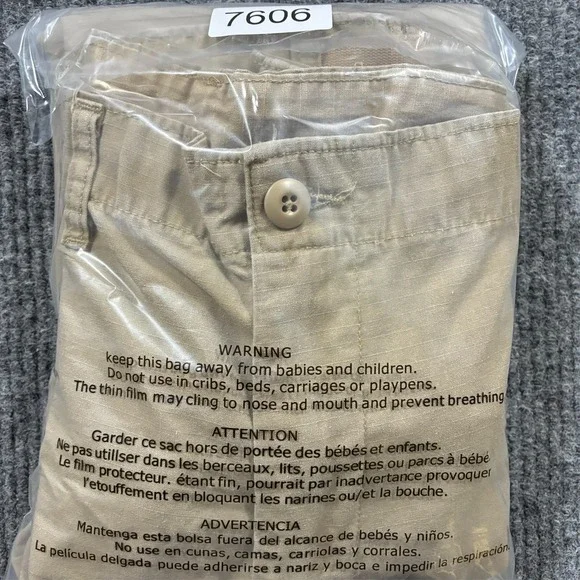 7606
WARNING
keep this bag away from babies and children.
Do not use in cribs, beds, carriages or playpens.
The thin film may cling to nose and mouth and prevent breathing
ATTENTION
Garder ce sac hors de portée des bébés et enfants.
Ne pas utiliser dans les berceaux, lits, poussettes ou parcs à bébé
Le film protecteur. étant fin, pourrait par inadvertance provoquer
l'etouffement en bloquant les narines ou/et la bouche.
ADVERTENCIA
Mantenga esta bolsa fuera del alcance de bebés y niños.
No use en cunas, camas, carriolas y corrales.
La película delgada puede adherirse a nariz y boca e impedir la respiración.